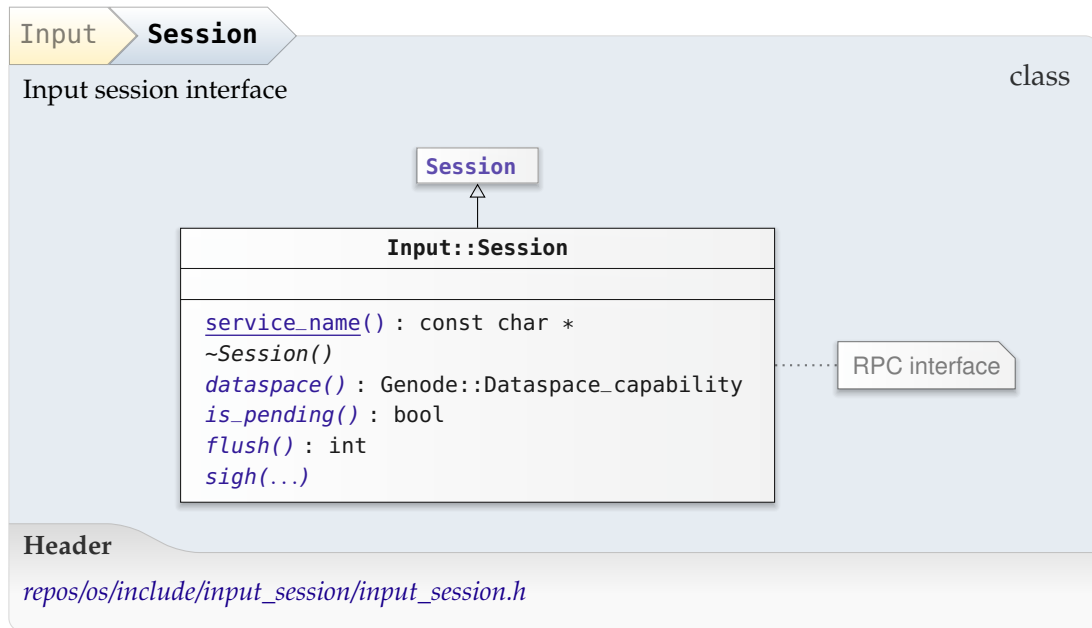 Input Session
class
Input session interface
Session
Input::Session
service_name() : const char *
~Session()
dataspace() : Genode::Dataspace_capability
is_pending() : bool
flush() : int
sigh(...)
RPC interface
Header
repos/os/include/input_session/input_session.h